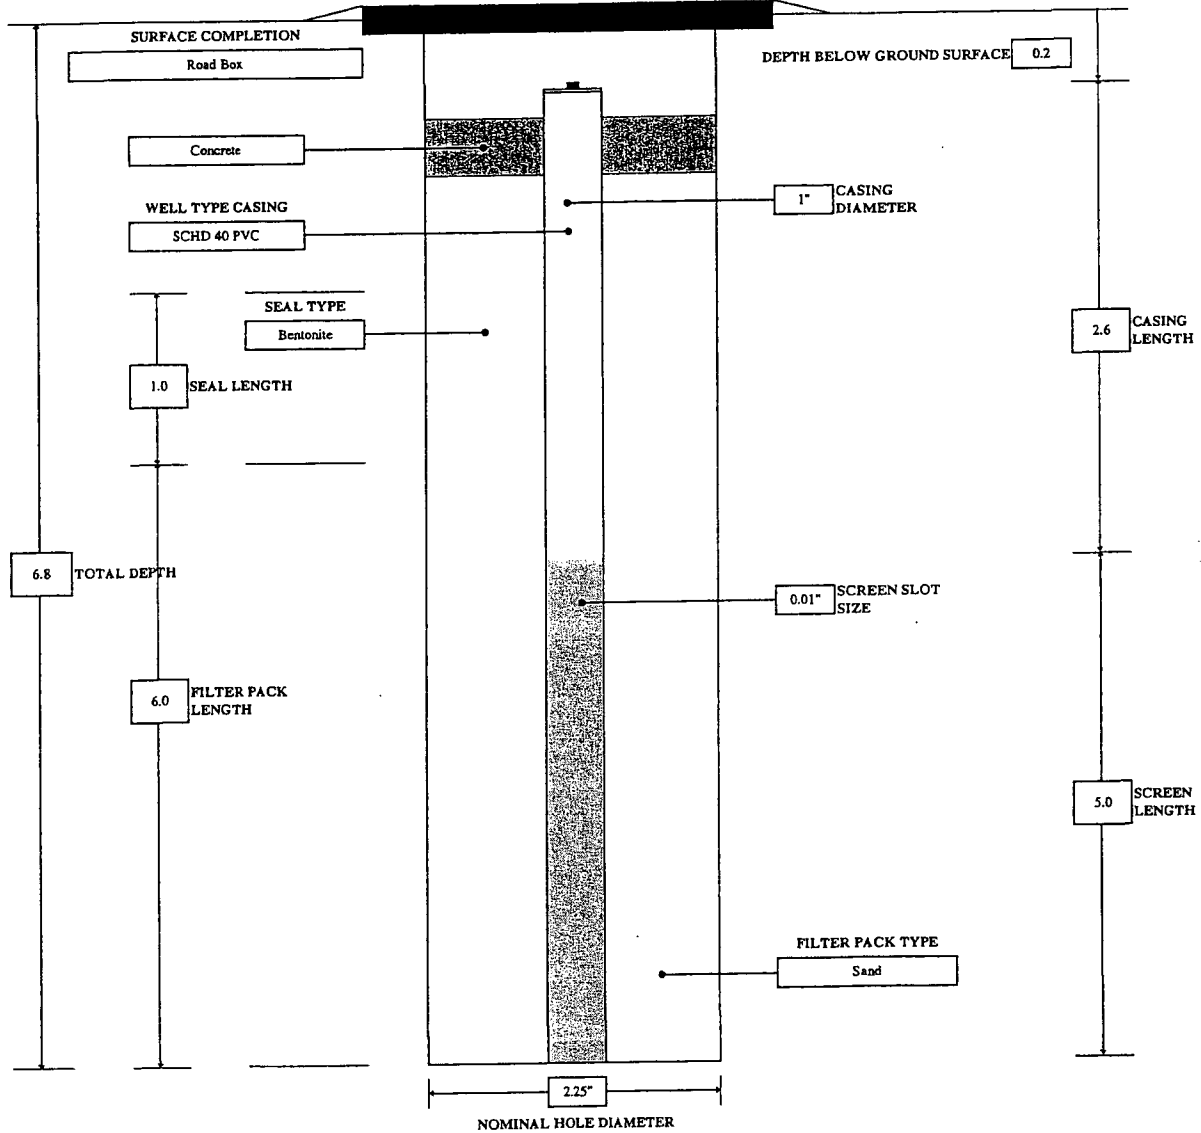 SURFACE COMPLETION
Road Box
DEPTH BELOW GROUND SURFACE 0.2
Concrete
WELL TYPE CASING
SCHD 40 PVC
1" CASING
DIAMETER
SEAL TYPE
Bentonite
2.6 CASING
LENGTH
1.0 SEAL LENGTH
6.8 TOTAL DEPTH
0.01" SCREEN SLOT
SIZE
6.0 FILTER PACK
LENGTH
5.0 SCREEN
LENGTH
FILTER PACK TYPE
Sand
2.25"
NOMINAL HOLE DIAMETER